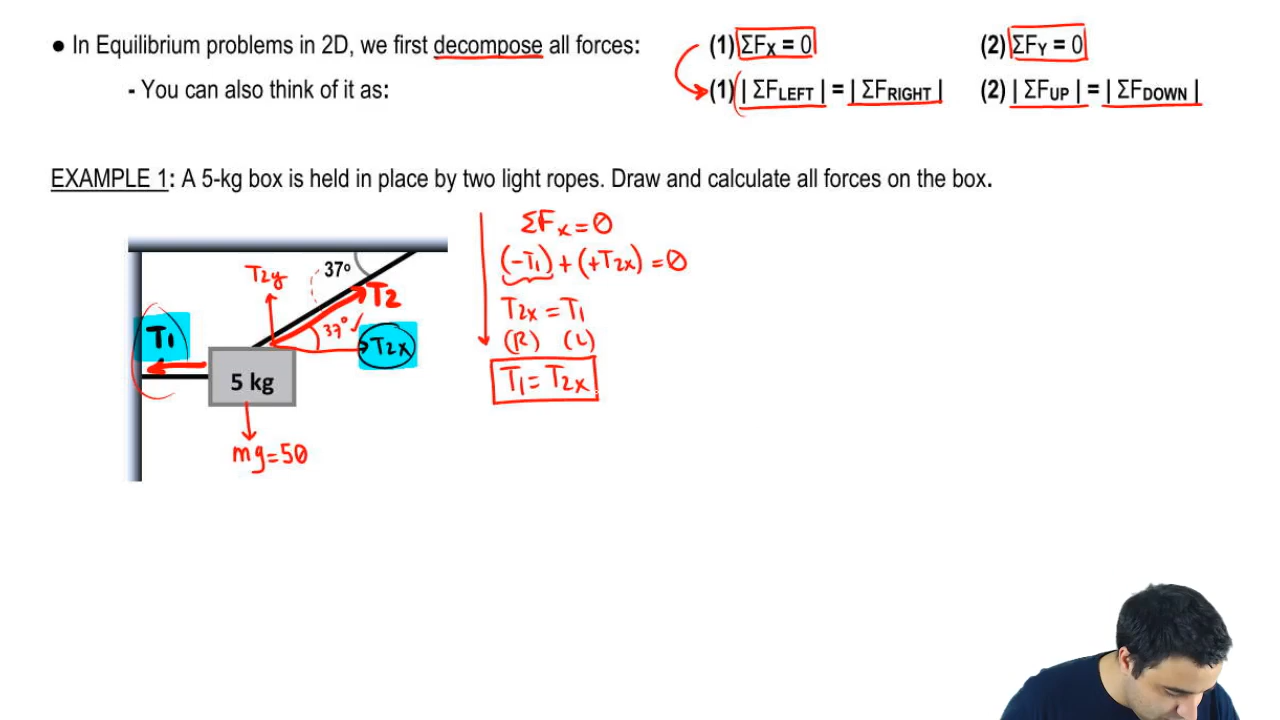 ● In Equilibrium problems in 2D, we first decompose all forces: (1) ΣFX = 0 (2) ΣFY = 0
- You can also think of it as: (1) | ΣFLEFT | = | ΣFRIGHT | (2) | ΣFUP | = | ΣFDOWN |
EXAMPLE 1: A 5-kg box is held in place by two light ropes. Draw and calculate all forces on the box.
ΣFx = 0
(-T1) + (+T2x) = 0
T2x = T1
(R) (L)
T1 = T2x
37o
T2y
T2
37°
T1
T2x
5 kg
mg=50